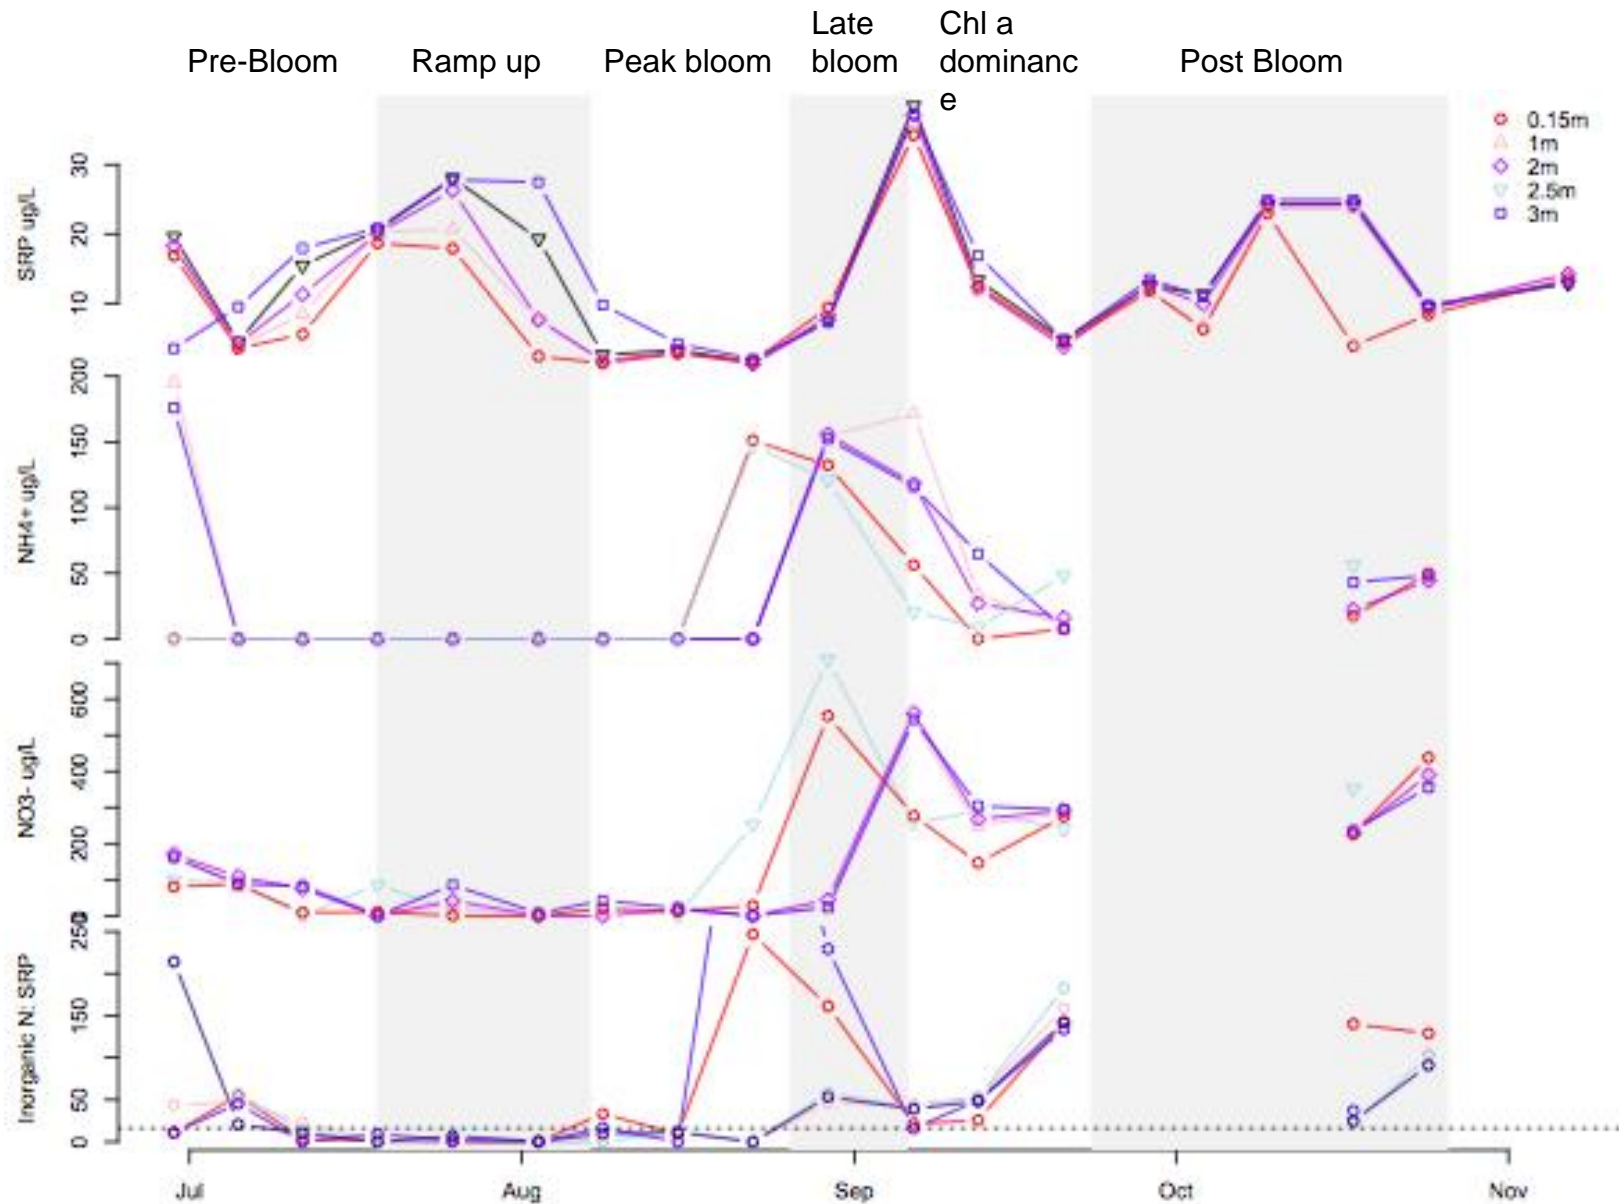 Pre-Bloom
Ramp up
Peak bloom
Late
bloom
Chl a
dominanc
e
Post Bloom
0.15m
1m
2m
2.5m
3m
SRP ug/L
30
20
10
NH4+ ug/L
200
150
100
50
0
NO3- ug/L
600
400
200
0
Inorganic N: SRP
250
150
50
0
Jul
Aug
Sep
Oct
Nov